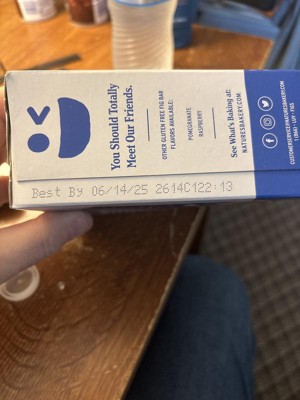 You Should Totally
Meet Our Friends.
OTHER GLUTEN FREE FIG BAR
FLAVORS AVAILABLE:
POMEGRANATE
RASPBERRY
See What's Baking at:
NATURESBAKERY.COM
Best By 06/14/25 2614C122:13